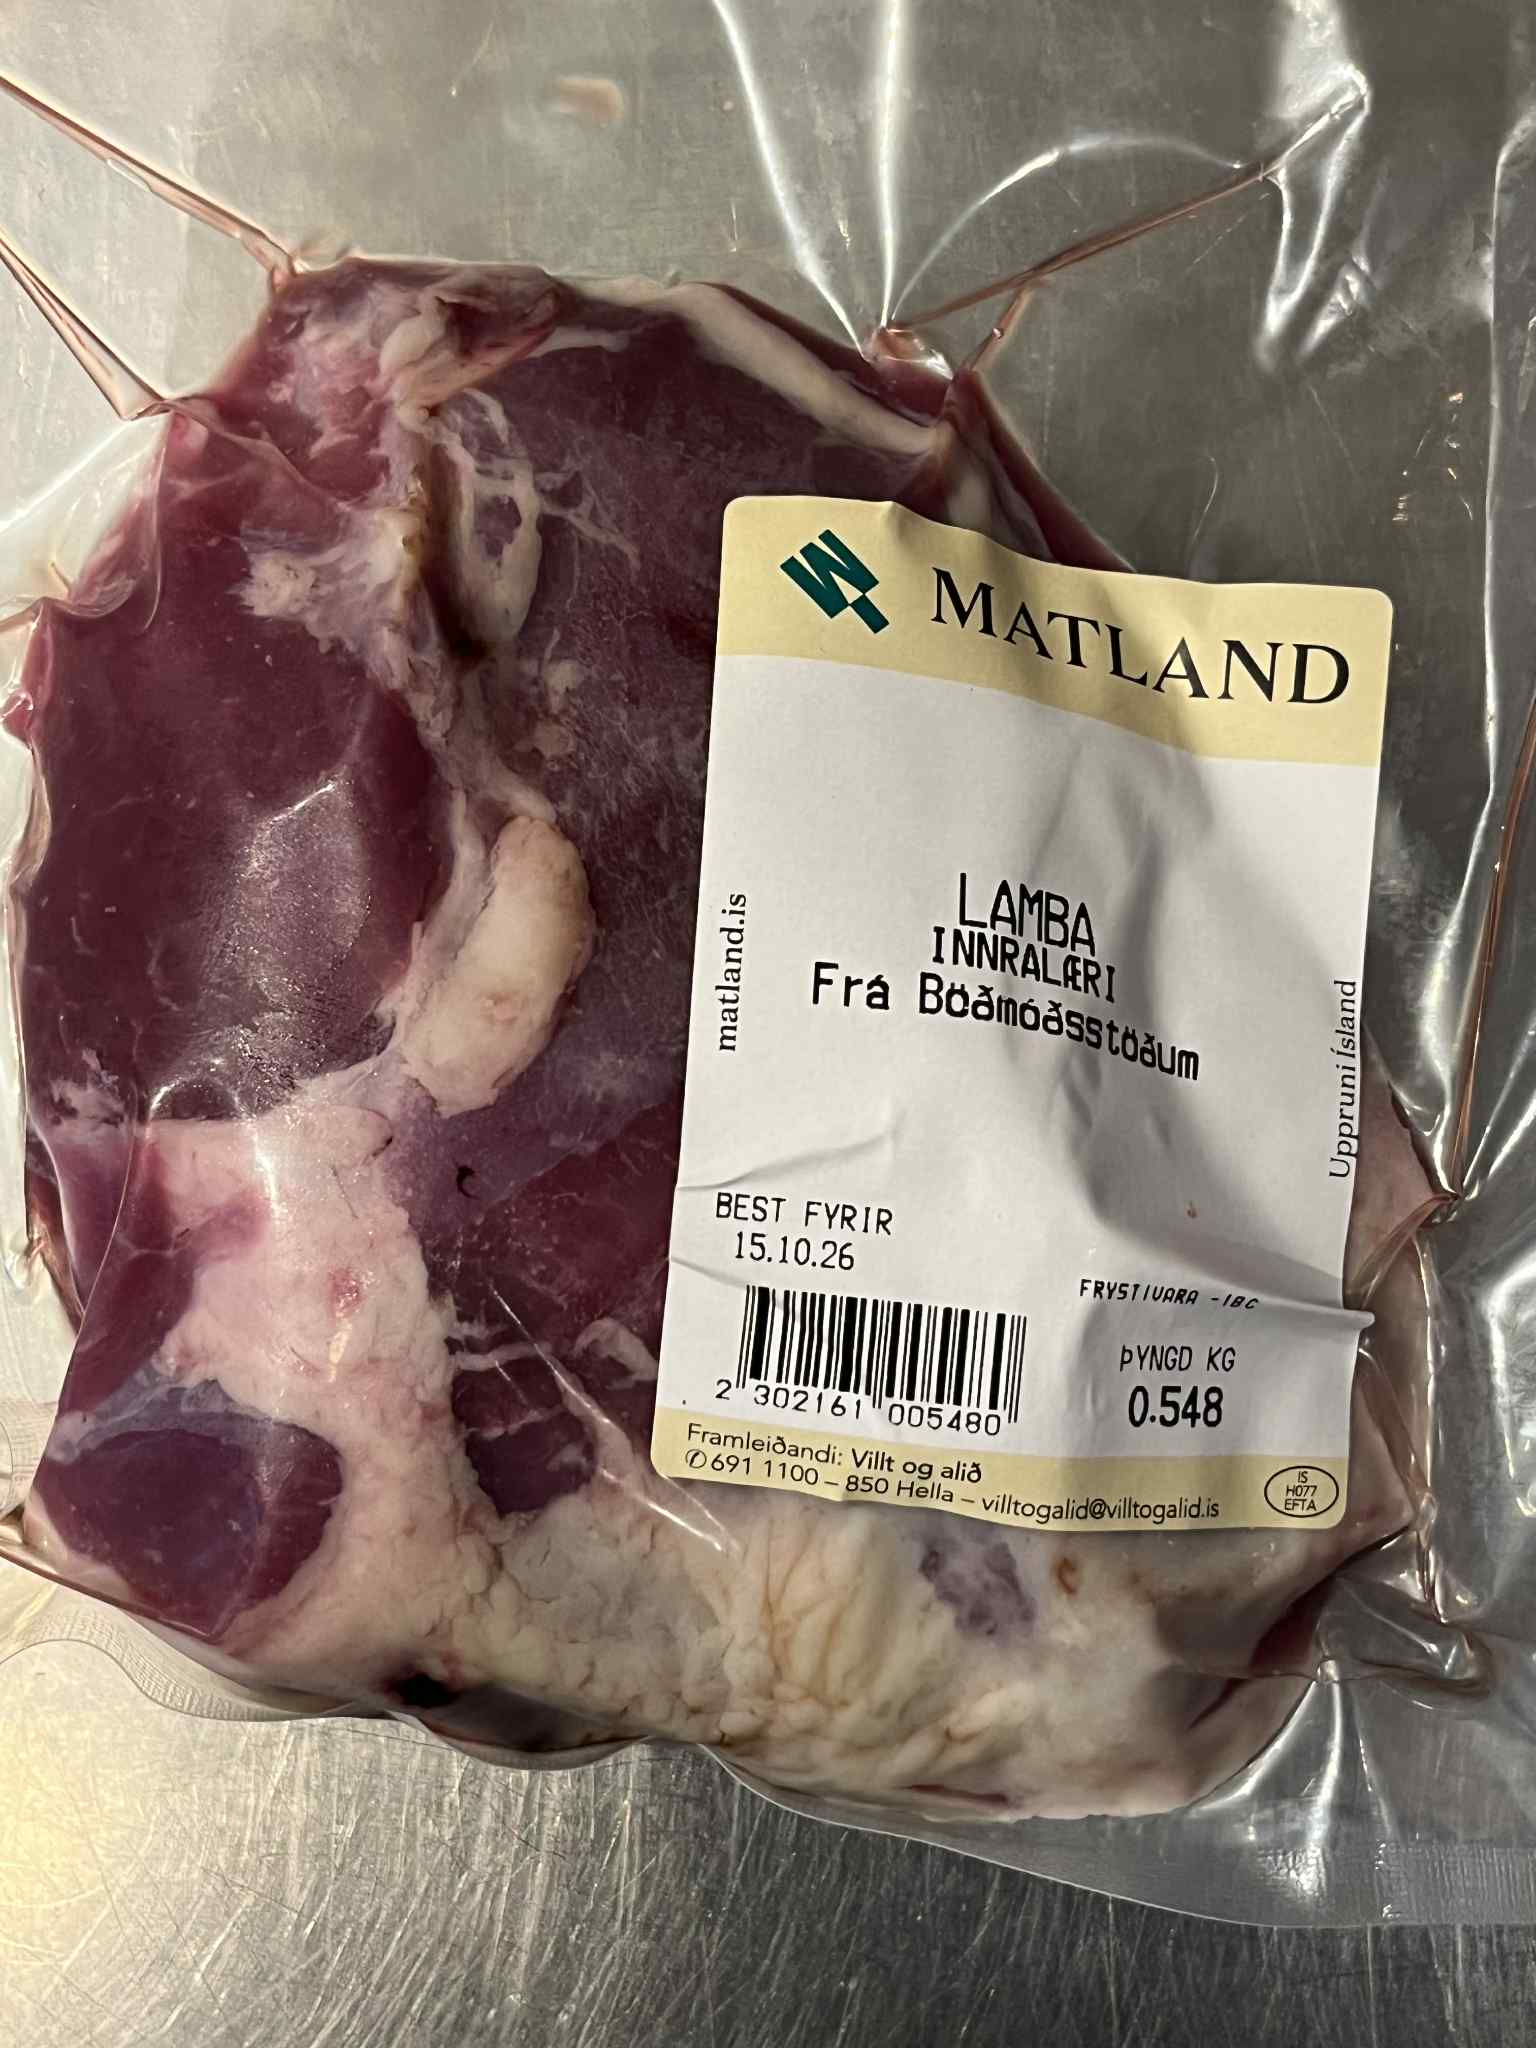 MATLAND
matland.is
LAMBA
INNRALÆRI
Frá Böðmóðsstöðum
Uppruni Ísland
BEST FYRIR
15.10.26
FRYSTIVARA -18C
ÞYNGD KG
0.548
2 302161 005480
Framleiðandi: Villt og alið
✆ 691 1100 – 850 Hella – villtogalid@villtogalid.is
IS
H077
EFTA